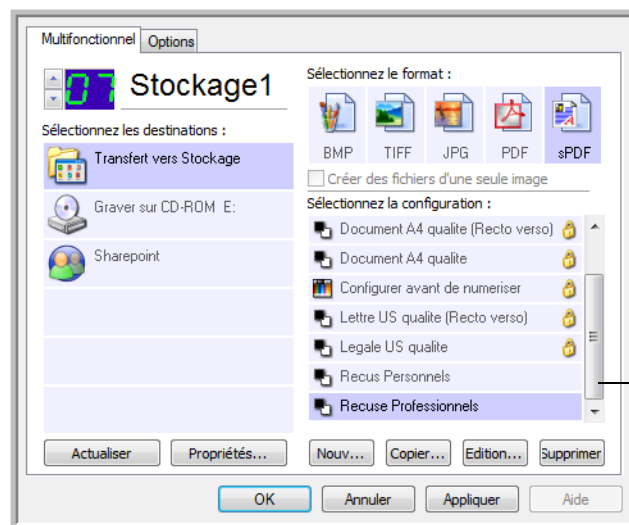 Multifonctionnel Options
07 Stockage1
Sélectionnez les destinations :
Transfert vers Stockage
Graver sur CD-ROM E:
Sharepoint
Actualiser Propriétés...
Sélectionnez le format :
BMP TIFF JPG PDF sPDF
Créer des fichiers d'une seule image
Sélectionnez la configuration :
Document A4 qualite (Recto verso)
Document A4 qualite
Configurer avant de numeriser
Lettre US qualite (Recto verso)
Legale US qualite
Recus Personnels
Recuse Professionnels
Nouv... Copier... Edition... Supprimer
OK Annuler Appliquer Aide